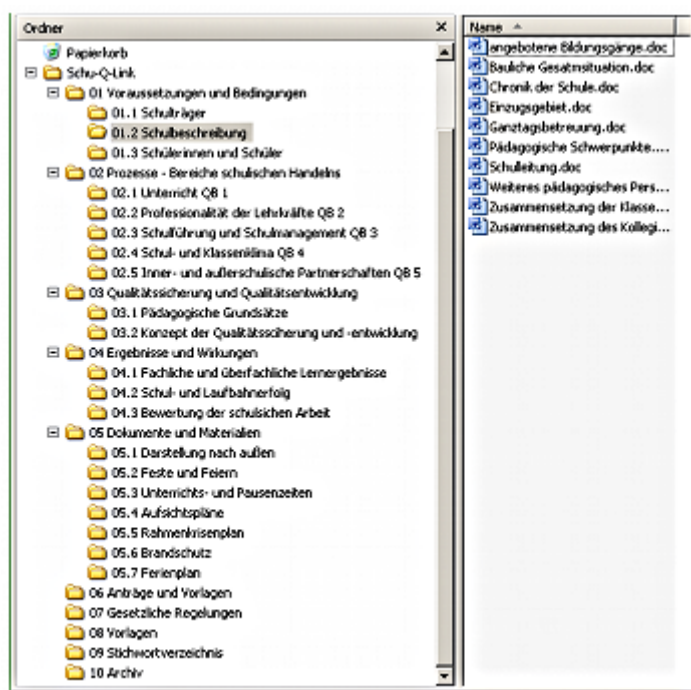 Ordner
Papierkorb
Schu-Q-Link
01 Voraussetzungen und Bedingungen
01.1 Schulträger
01.2 Schulbeschreibung
01.3 Schülerinnen und Schüler
02 Prozesse - Bereiche schulischen Handelns
02.1 Unterricht QB 1
02.2 Professionalität der Lehrkräfte QB 2
02.3 Schulführung und Schulmanagement QB 3
02.4 Schul- und Klassenklima QB 4
02.5 Inner- und außerschulische Partnerschaften QB 5
03 Qualitätssicherung und Qualitätsentwicklung
03.1 Pädagogische Grundsätze
03.2 Konzept der Qualitätssciherung und -entwicklung
04 Ergebnisse und Wirkungen
04.1 Fachliche und überfachliche Lernergebnisse
04.2 Schul- und Laufbahnerfolg
04.3 Bewertung der schulsichen Arbeit
05 Dokumente und Materialien
05.1 Darstellung nach außen
05.2 Feste und Feiern
05.3 Unterrichts- und Pausenzeiten
05.4 Aufsichtspläne
05.5 Rahmenkrisenplan
05.6 Brandschutz
05.7 Ferienplan
06 Anträge und Vorlagen
07 Gesetzliche Regelungen
08 Vorlagen
09 Stichwortverzeichnis
10 Archiv
Name
angebotene Bildungsgänge.doc
Bauliche Gesatmsituation.doc
Chronik der Schule.doc
Einzugsgebiet.doc
Ganztagsbetreuung.doc
Pädagogische Schwerpunkte....
Schulleitung.doc
Weiteres pädagogisches Pers...
Zusammensetzung der Klasse...
Zusammensetzung des Kollegi...